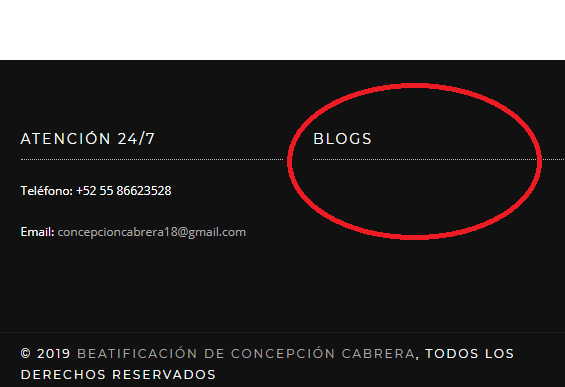 ATENCIÓN 24/7
BLOGS
Teléfono: +52 55 86623528
Email: concepcioncabrera18@gmail.com
© 2019 BEATIFICACIÓN DE CONCEPCIÓN CABRERA, TODOS LOS
DERECHOS RESERVADOS